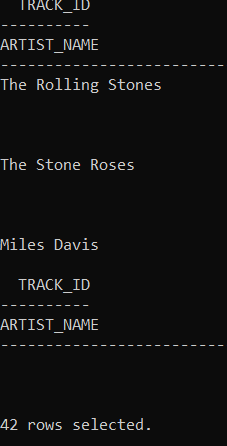 TRACK_ID
----------
ARTIST_NAME
-------------------------
The Rolling Stones
The Stone Roses
Miles Davis
TRACK_ID
----------
ARTIST_NAME
-------------------------
42 rows selected.